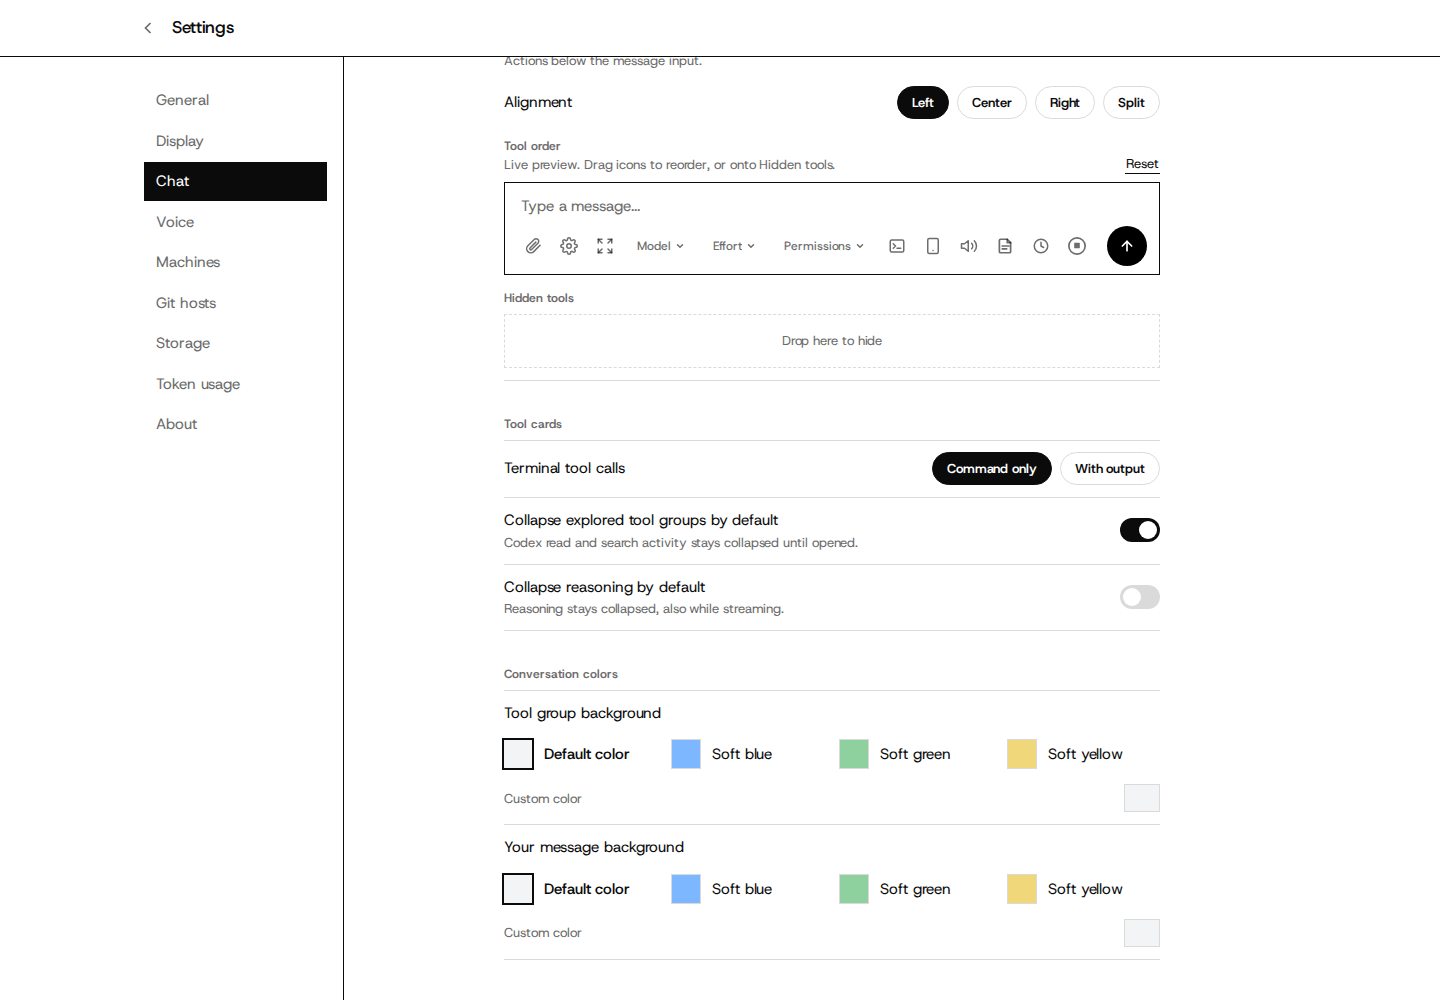 Settings
General
Display
Chat
Voice
Machines
Git hosts
Storage
Token usage
About
Actions below the message input.
Alignment
Left
Center
Right
Split
Tool order
Live preview. Drag icons to reorder, or onto Hidden tools.
Reset
Type a message...
Model
Effort
Permissions
Hidden tools
Drop here to hide
Tool cards
Terminal tool calls
Command only
With output
Collapse explored tool groups by default
Codex read and search activity stays collapsed until opened.
Collapse reasoning by default
Reasoning stays collapsed, also while streaming.
Conversation colors
Tool group background
Default color
Soft blue
Soft green
Soft yellow
Custom color
Your message background
Default color
Soft blue
Soft green
Soft yellow
Custom color